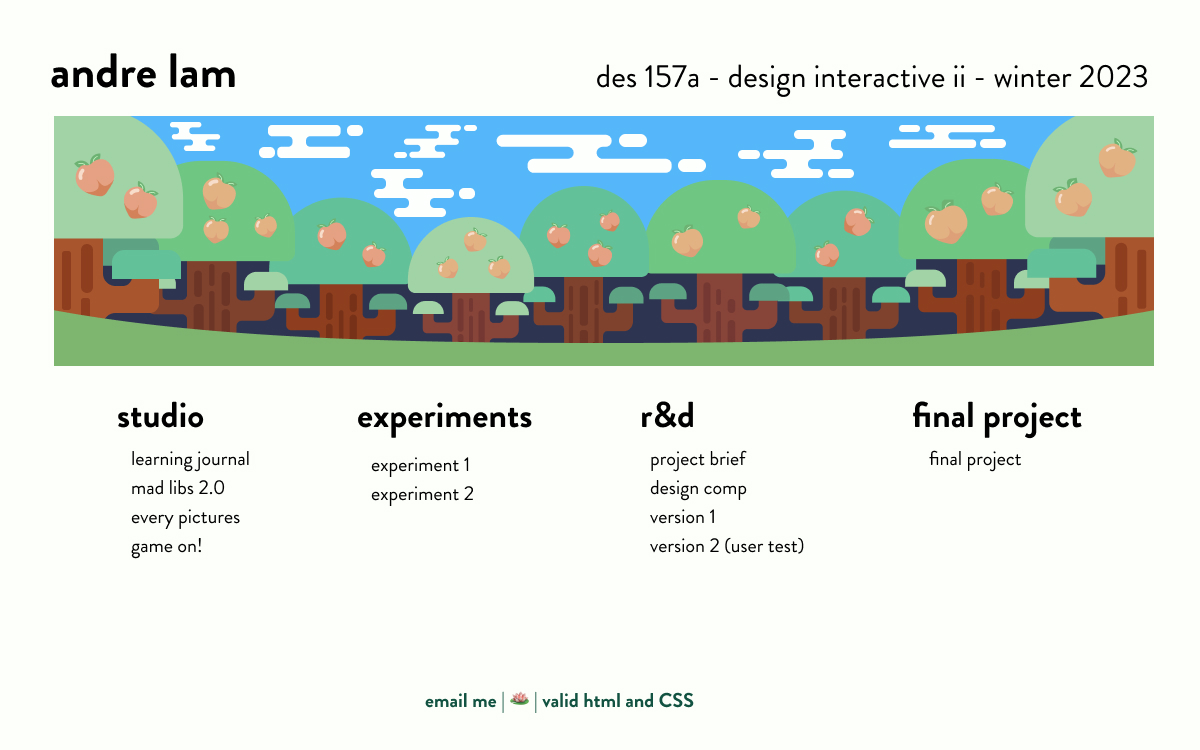 andre lam
des 157a - design interactive ii - winter 2023
studio
learning journal
mad libs 2.0
every pictures
game on!
experiments
experiment 1
experiment 2
r&d
project brief
design comp
version 1
version 2 (user test)
final project
final project
email me | 🪷 | valid html and CSS